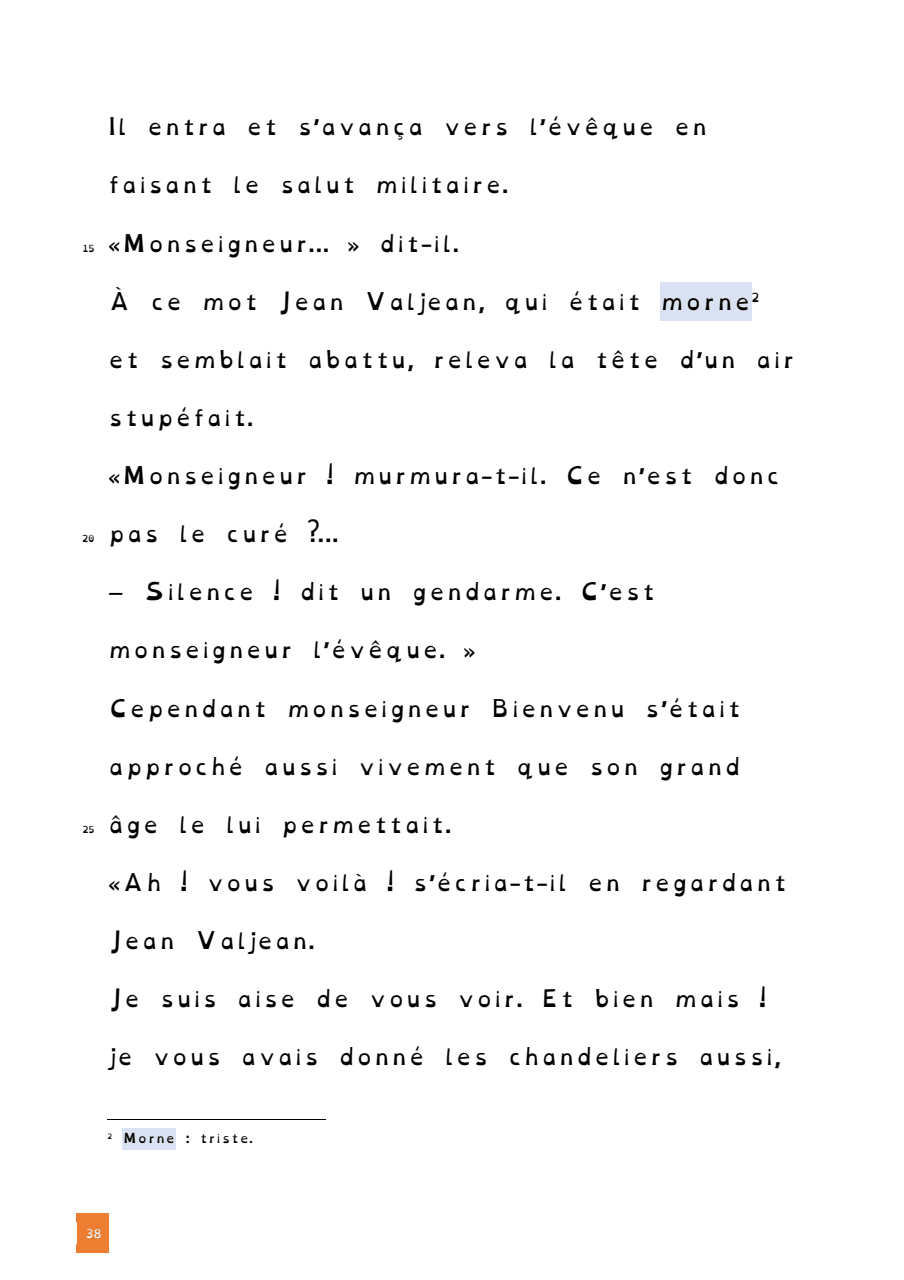 Il entra et s’avança vers l’évêque en
faisant le salut militaire.
15 «Monseigneur… » dit-il.
À ce mot Jean Valjean, qui était morne²
et semblait abattu, releva la tête d’un air
stupéfait.
«Monseigneur ! murmura-t-il. Ce n’est donc
20 pas le curé ?…
– Silence ! dit un gendarme. C’est
monseigneur l’évêque. »
Cependant monseigneur Bienvenu s’était
approché aussi vivement que son grand
25 âge le lui permettait.
«Ah ! vous voilà ! s’écria-t-il en regardant
Jean Valjean.
Je suis aise de vous voir. Et bien mais !
je vous avais donné les chandeliers aussi,
² Morne : triste.
38